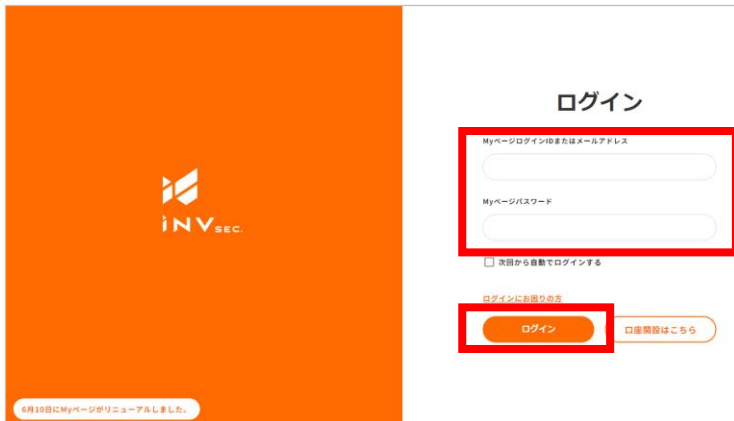 iNVSEC.
6月10日にMyページがリニューアルしました。
ログイン
MyページログインIDまたはメールアドレス
Myページパスワード
次回から自動でログインする
ログインにお困りの方
ログイン
口座開設はこちら